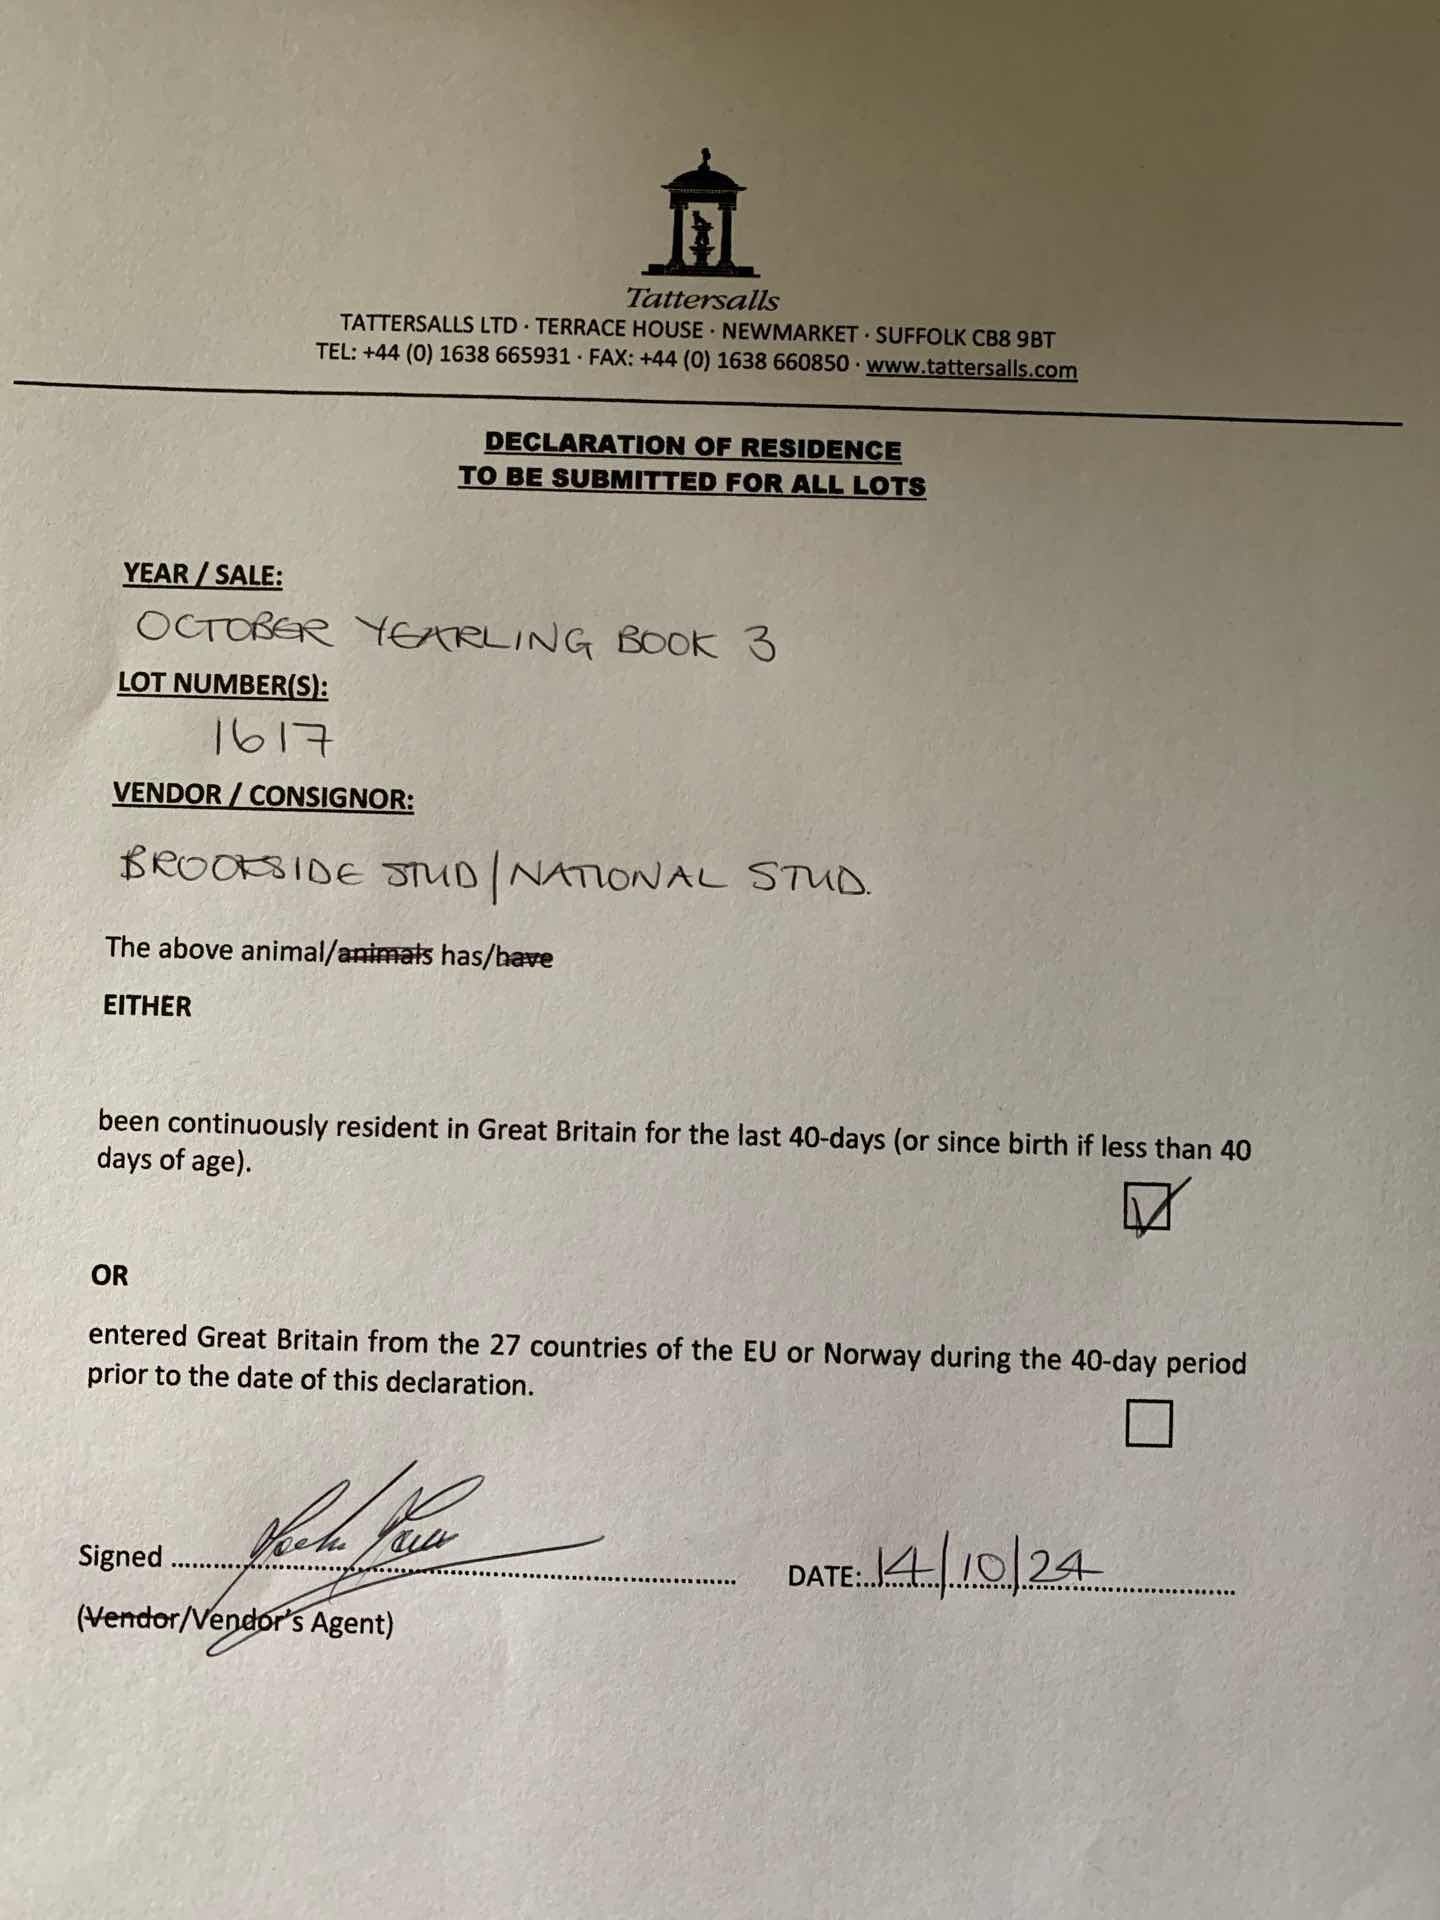 Tattersalls
TATTERSALLS LTD · TERRACE HOUSE · NEWMARKET · SUFFOLK CB8 9BT
TEL: +44 (0) 1638 665931 · FAX: +44 (0) 1638 660850 · www.tattersalls.com
DECLARATION OF RESIDENCE
TO BE SUBMITTED FOR ALL LOTS
YEAR / SALE:
OCTOBER YEARLING BOOK 3
LOT NUMBER(S):
1617
VENDOR / CONSIGNOR:
BROOKSIDE STUD/NATIONAL STUD.
The above animal/animals has/have
EITHER
been continuously resident in Great Britain for the last 40-days (or since birth if less than 40
days of age).
OR
entered Great Britain from the 27 countries of the EU or Norway during the 40-day period
prior to the date of this declaration.
Signed
DATE: 14/10/24
(Vendor/Vendor's Agent)